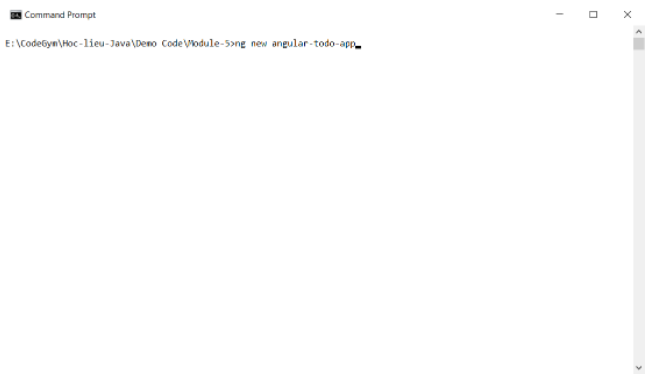 Command Prompt
E:\CodeGym\Hoc-lieu-Java\Demo Code\Module-5>ng new angular-todo-app